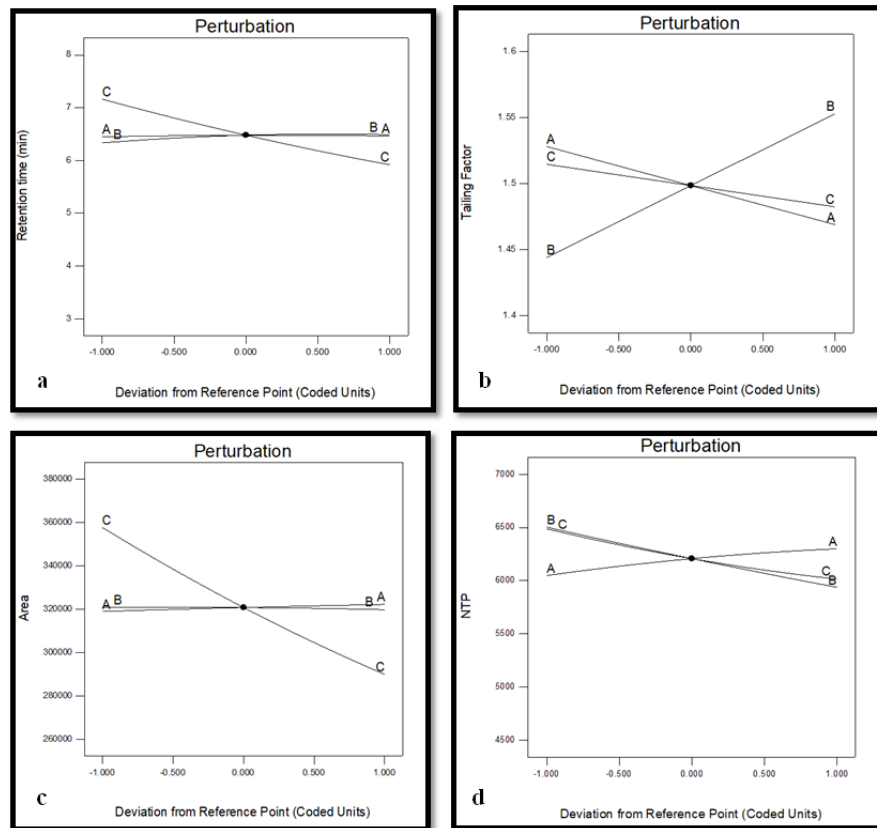 Perturbation
8
7
6
5
4
3
Retention time (min)
C
A
B
B
A
C
-1.000
-0.500
0.000
0.500
1.000
a
Deviation from Reference Point (Coded Units)
Perturbation
1.6
1.55
1.5
1.45
1.4
Tailing Factor
A
C
B
B
C
A
-1.000
-0.500
0.000
0.500
1.000
b
Deviation from Reference Point (Coded Units)
Perturbation
380000
360000
340000
320000
300000
280000
260000
Area
C
A
B
B
A
C
-1.000
-0.500
0.000
0.500
1.000
c
Deviation from Reference Point (Coded Units)
Perturbation
7000
6500
6000
5500
5000
4500
NTP
B
C
A
A
C
B
-1.000
-0.500
0.000
0.500
1.000
d
Deviation from Reference Point (Coded Units)